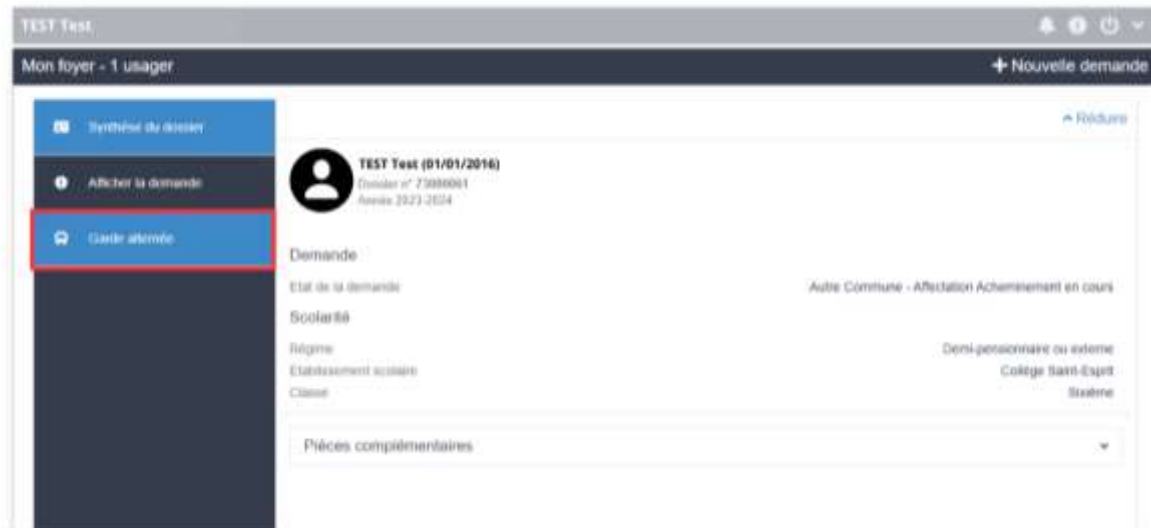 TEST Test
Mon foyer - 1 usager
+ Nouvelle demande
Synthèse du dossier
Réduire
Afficher la demande
TEST Test (01/01/2016)
Dossier n° 73000061
Année 2023-2024
Garde alternée
Demande
Etat de la demande
Autre Commune - Affectation Acheminement en cours
Scolarité
Régime
Demi-pensionnaire ou externe
Etablissement scolaire
Collège Saint-Esprit
Classe
Sixième
Pièces complémentaires